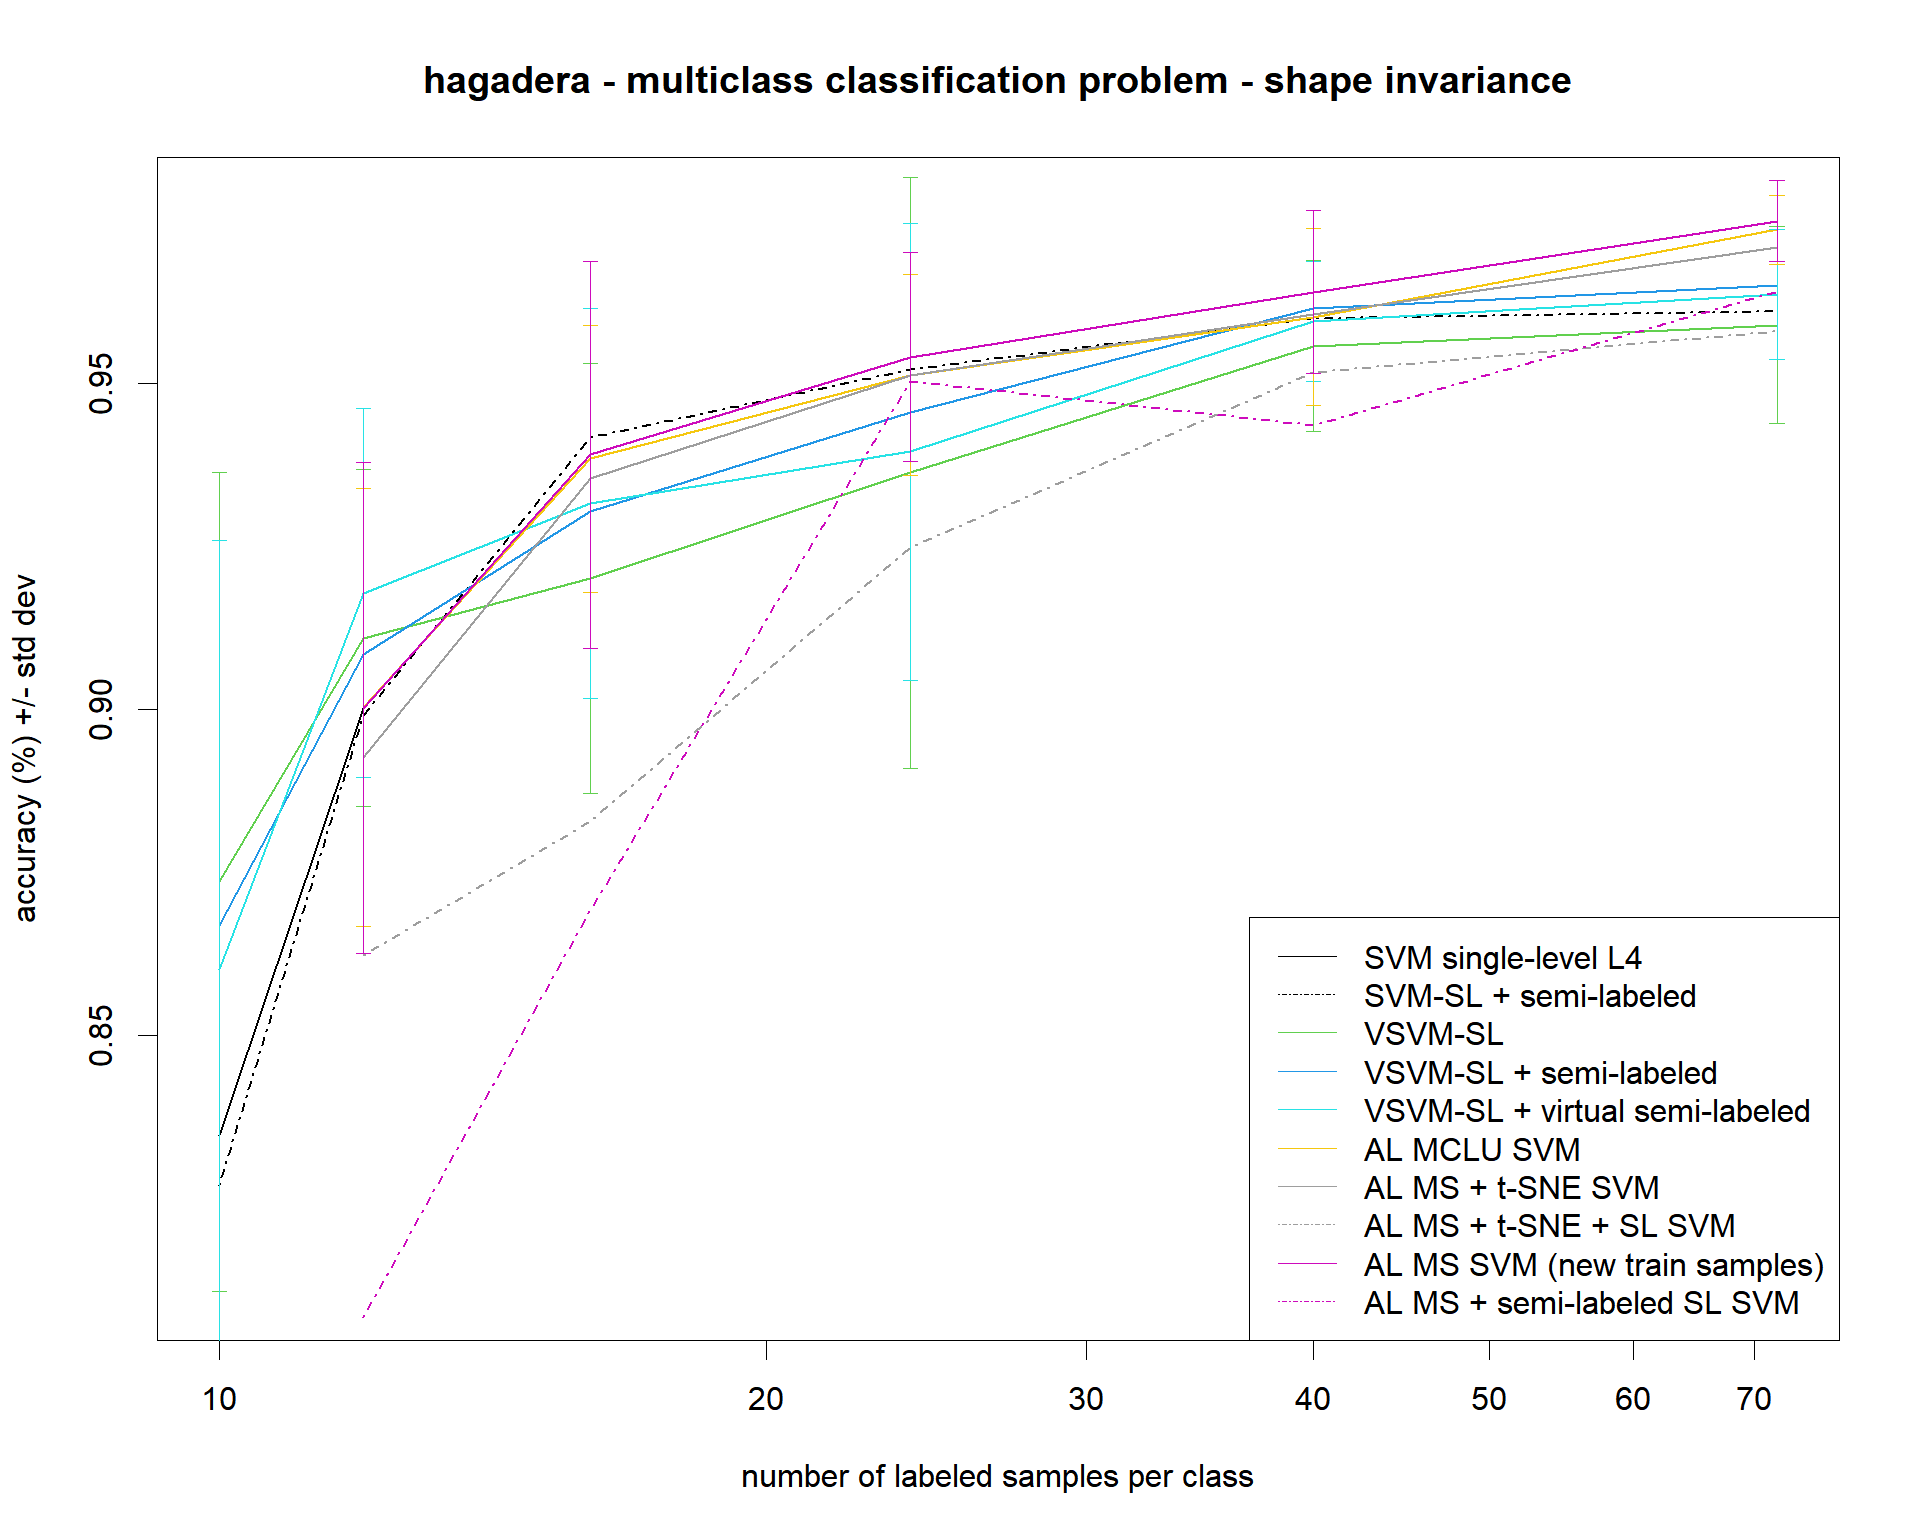 hagadera - multiclass classification problem - shape invariance
accuracy (%) +/- std dev
0.95
0.90
0.85
SVM single-level L4
SVM-SL + semi-labeled
VSVM-SL
VSVM-SL + semi-labeled
VSVM-SL + virtual semi-labeled
AL MCLU SVM
AL MS + t-SNE SVM
AL MS + t-SNE + SL SVM
AL MS SVM (new train samples)
AL MS + semi-labeled SL SVM
10 20 30 40 50 60 70
number of labeled samples per class